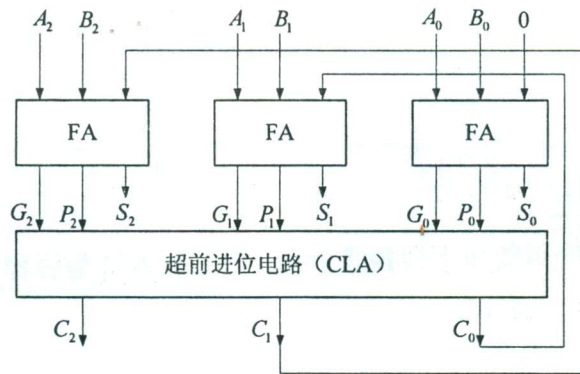 A₂ B₂ A₁ B₁ A₀ B₀ 0
FA FA FA
G₂ P₂ S₂ G₁ P₁ S₁ G₀ P₀ S₀
超前进位电路（CLA）
C₂ C₁ C₀